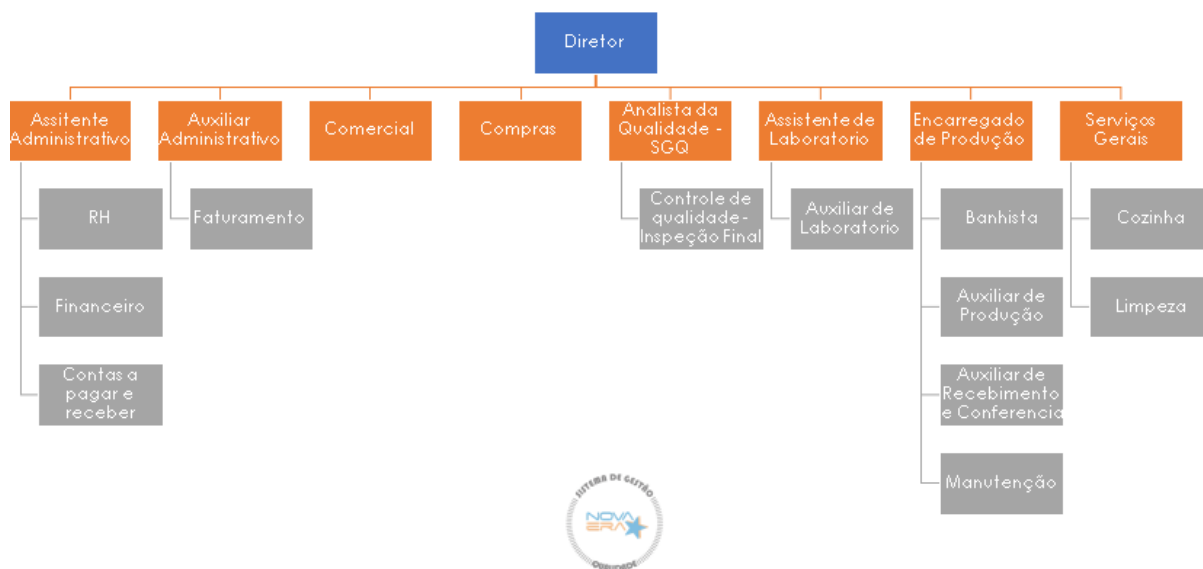 Diretor
Assitente
Administrativo
Auxiliar
Administrativo
Comercial
Compras
Analista da
Qualidade -
SGQ
Assistente de
Laboratorio
Encarregado
de Produção
Serviços
Gerais
RH
Financeiro
Contas a
pagar e
receber
Faturamento
Controle de
qualidade-
Inspeção Final
Auxiliar de
Laboratorio
Banhista
Auxiliar de
Produção
Auxiliar de
Recebimento
e Conferencia
Manutenção
Cozinha
Limpeza
SISTEMA DE GESTÃO
NOVA
ERA
QUALIDADE